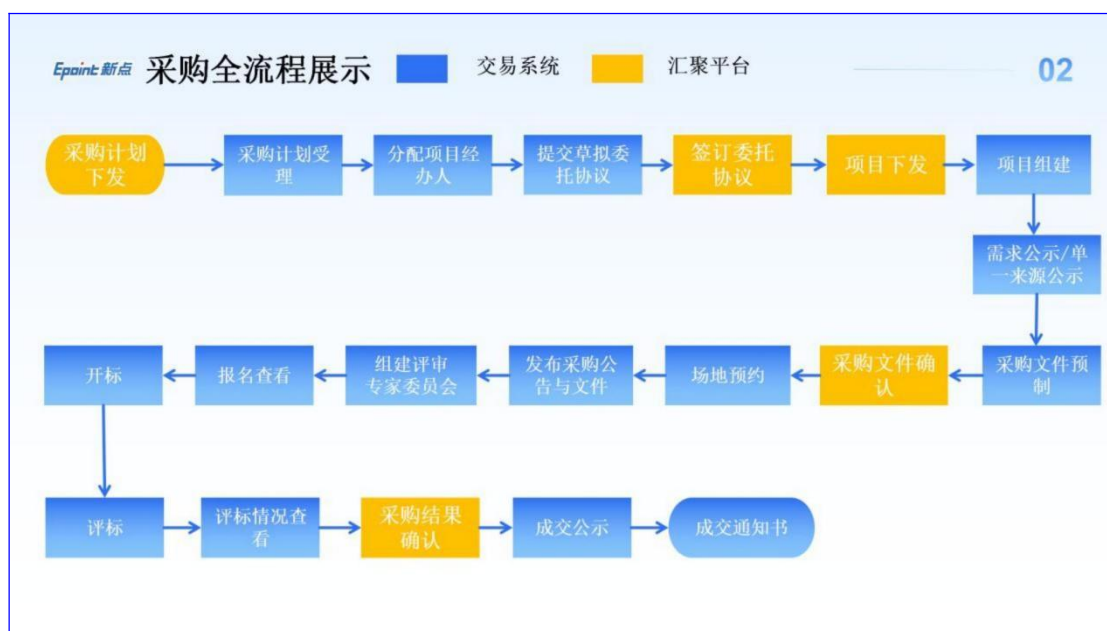 Epoint 新点 采购全流程展示 交易系统 汇聚平台 02
采购计划
下发
采购计划受
理
分配项目经
办人
提交草拟委
托协议
签订委托
协议
项目下发
项目组建
需求公示/单
一来源公示
采购文件预
制
采购文件确
认
场地预约
发布采购公
告与文件
组建评审
专家委员会
报名查看
开标
评标
评标情况查
看
采购结果
确认
成交公示
成交通知书